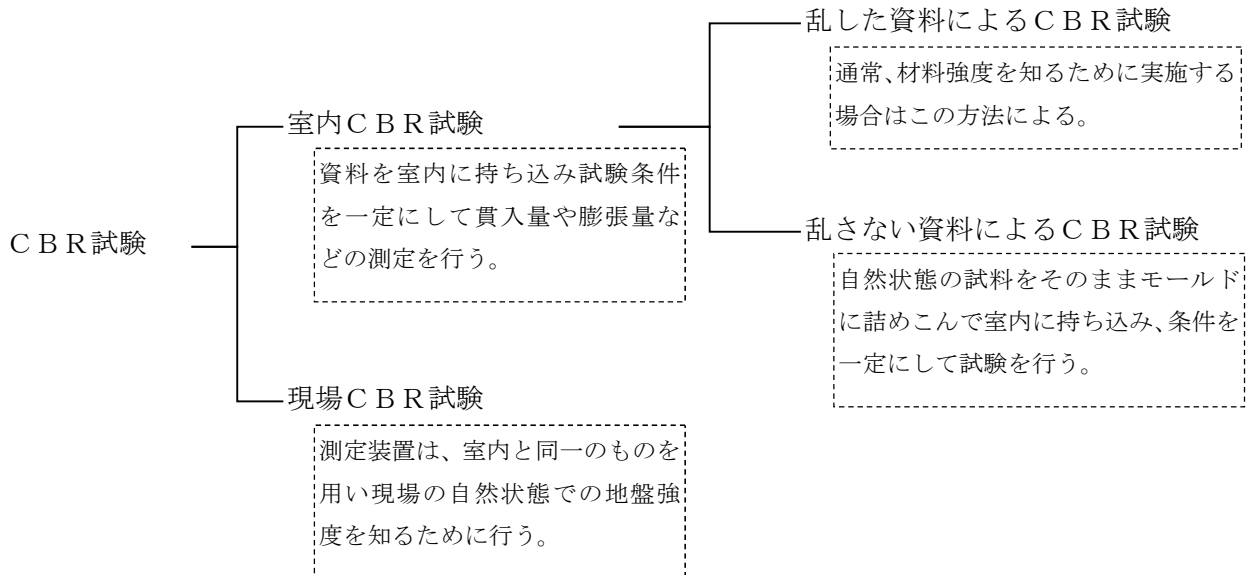 CBR試験
室内CBR試験
資料を室内に持ち込み試験条件
を一定にして貫入量や膨張量な
どの測定を行う。
乱した資料によるCBR試験
通常、材料強度を知るために実施する
場合はこの方法による。
乱さない資料によるCBR試験
自然状態の試料をそのままモールド
に詰めこんで室内に持ち込み、条件を
一定にして試験を行う。
現場CBR試験
測定装置は、室内と同一のものを
用い現場の自然状態での地盤強
度を知るために行う。